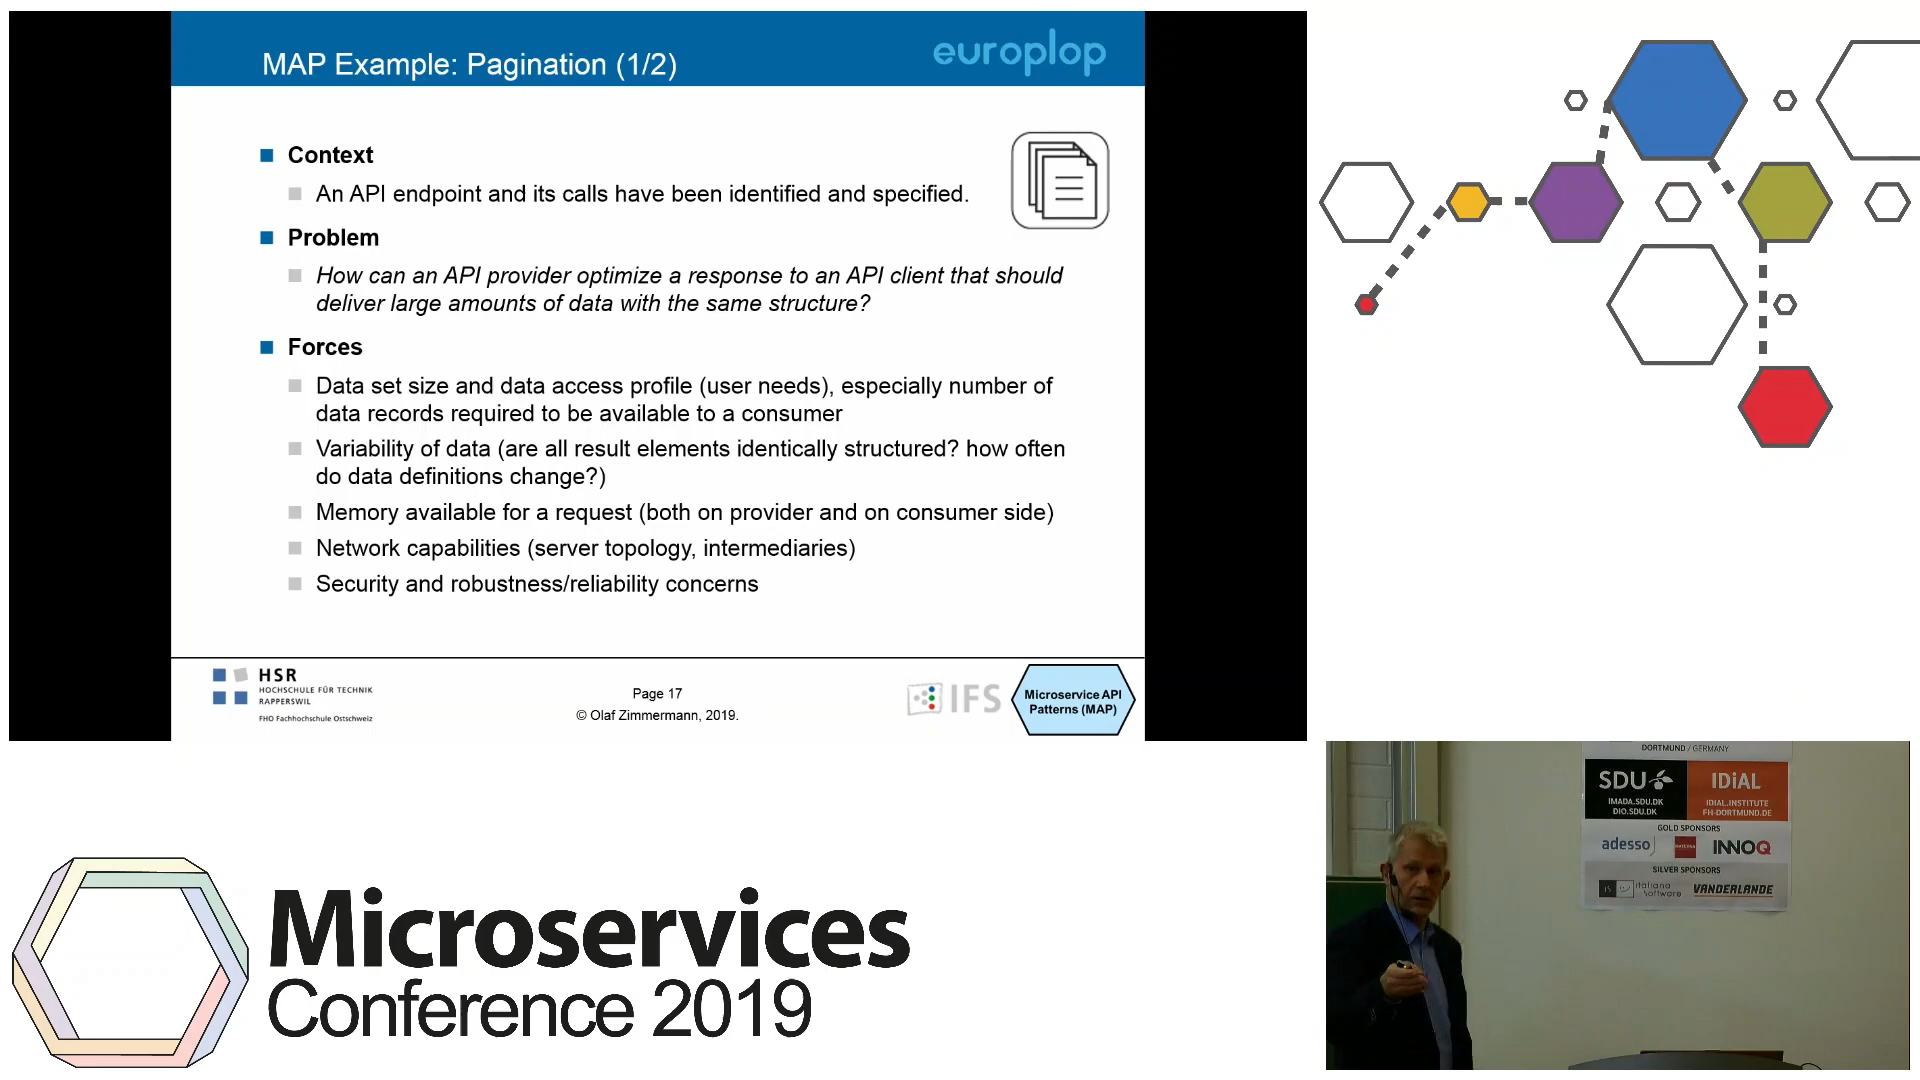 MAP Example: Pagination (1/2)
europlop
Context
An API endpoint and its calls have been identified and specified.
Problem
How can an API provider optimize a response to an API client that should
deliver large amounts of data with the same structure?
Forces
Data set size and data access profile (user needs), especially number of
data records required to be available to a consumer
Variability of data (are all result elements identically structured? how often
do data definitions change?)
Memory available for a request (both on provider and on consumer side)
Network capabilities (server topology, intermediaries)
Security and robustness/reliability concerns
HSR
HOCHSCHULE FÜR TECHNIK
RAPPERSWIL
FHO Fachhochschule Ostschweiz
Page 17
© Olaf Zimmermann, 2019.
IFS
Microservice API
Patterns (MAP)
DORTMUND / GERMANY
SDU
IMADA.SDU.DK
DIO.SDU.DK
IDiAL
IDIAL.INSTITUTE
FH-DORTMUND.DE
GOLD SPONSORS
adesso
INNOQ
SILVER SPONSORS
italiana
software
VANDERLANDE
Microservices
Conference 2019